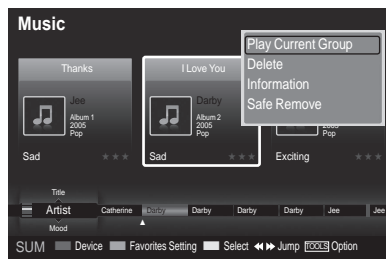 Music
Play Current Group
Delete
Information
Safe Remove
Thanks
Jee
Album 1
2005
Pop
Sad
I Love You
Darby
Album 2
2005
Pop
Sad
2005
Pop
Exciting
Title
Artist
Mood
Catherine Darby Darby Darby Darby Jee Jee
SUM Device Favorites Setting Select Jump TOOLS Option